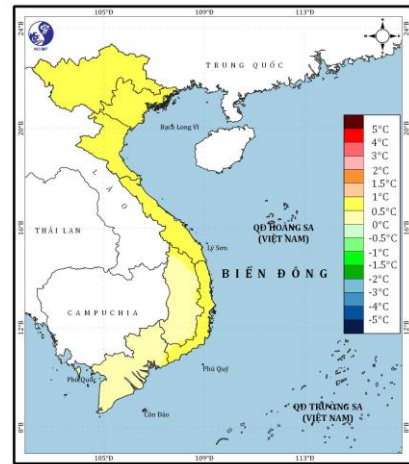 105°E 109°E 113°E
24°N
TRUNG QUỐC
20°N
Bạch Long Vĩ
LÀO
THÁI LAN
16°N
QĐ HOÀNG SA
(VIỆT NAM)
Lý Sơn
BIỂN ĐÔNG
CAMPUCHIA
12°N
Phú Quốc
Phú Quý
Côn Đảo
QĐ TRƯỜNG SA
(VIỆT NAM)
8°N
105°E 109°E 113°E
5°C
4°C
3°C
2°C
1.5°C
1°C
0.5°C
0°C
-0.5°C
-1°C
-1.5°C
-2°C
-3°C
-4°C
-5°C